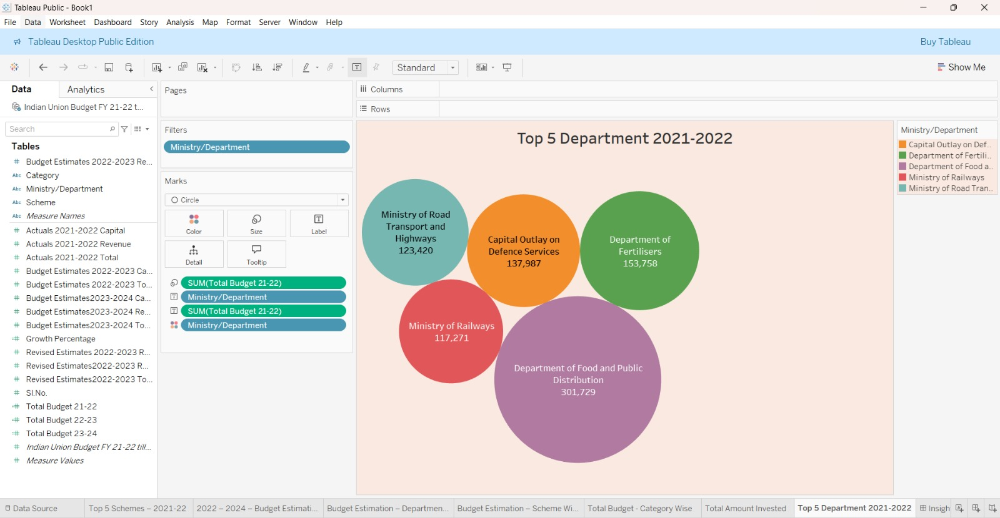 Tableau Public - Book1
File Data Worksheet Dashboard Story Analysis Map Format Server Window Help
Tableau Desktop Public Edition
Buy Tableau
Standard
Show Me
Data Analytics
Indian Union Budget FY 21-22 t...
Search
Tables
Budget Estimates 2022-2023 Re...
Abc Category
Abc Ministry/Department
Abc Scheme
Abc Measure Names
Actuals 2021-2022 Capital
Actuals 2021-2022 Revenue
Actuals 2021-2022 Total
Budget Estimates 2022-2023 Ca...
Budget Estimates 2022-2023 To...
Budget Estimates2023-2024 Ca...
Budget Estimates2023-2024 Re...
Budget Estimates2023-2024 To...
Growth Percentage
Revised Estimates 2022-2023 R...
Revised Estimates2022-2023 R...
Revised Estimates2022-2023 To...
Sl.No.
Total Budget 21-22
Total Budget 22-23
Total Budget 23-24
Indian Union Budget FY 21-22 till...
Measure Values
Pages
Filters
Ministry/Department
Marks
Circle
Color Size Label
Detail Tooltip
SUM(Total Budget 21-22)
Ministry/Department
SUM(Total Budget 21-22)
Ministry/Department
Columns
Rows
Top 5 Department 2021-2022
Ministry of Road
Transport and
Highways
123,420
Capital Outlay on
Defence Services
137,987
Department of
Fertilisers
153,758
Ministry of Railways
117,271
Department of Food and Public
Distribution
301,729
Ministry/Department
Capital Outlay on Def..
Department of Fertili..
Department of Food a..
Ministry of Railways
Ministry of Road Tran..
Data Source
Top 5 Schemes – 2021-22
2022 – 2024 – Budget Estimati...
Budget Estimation – Departmen...
Budget Estimation – Scheme Wi...
Total Budget - Category Wise
Total Amount Invested
Top 5 Department 2021-2022
Insigh